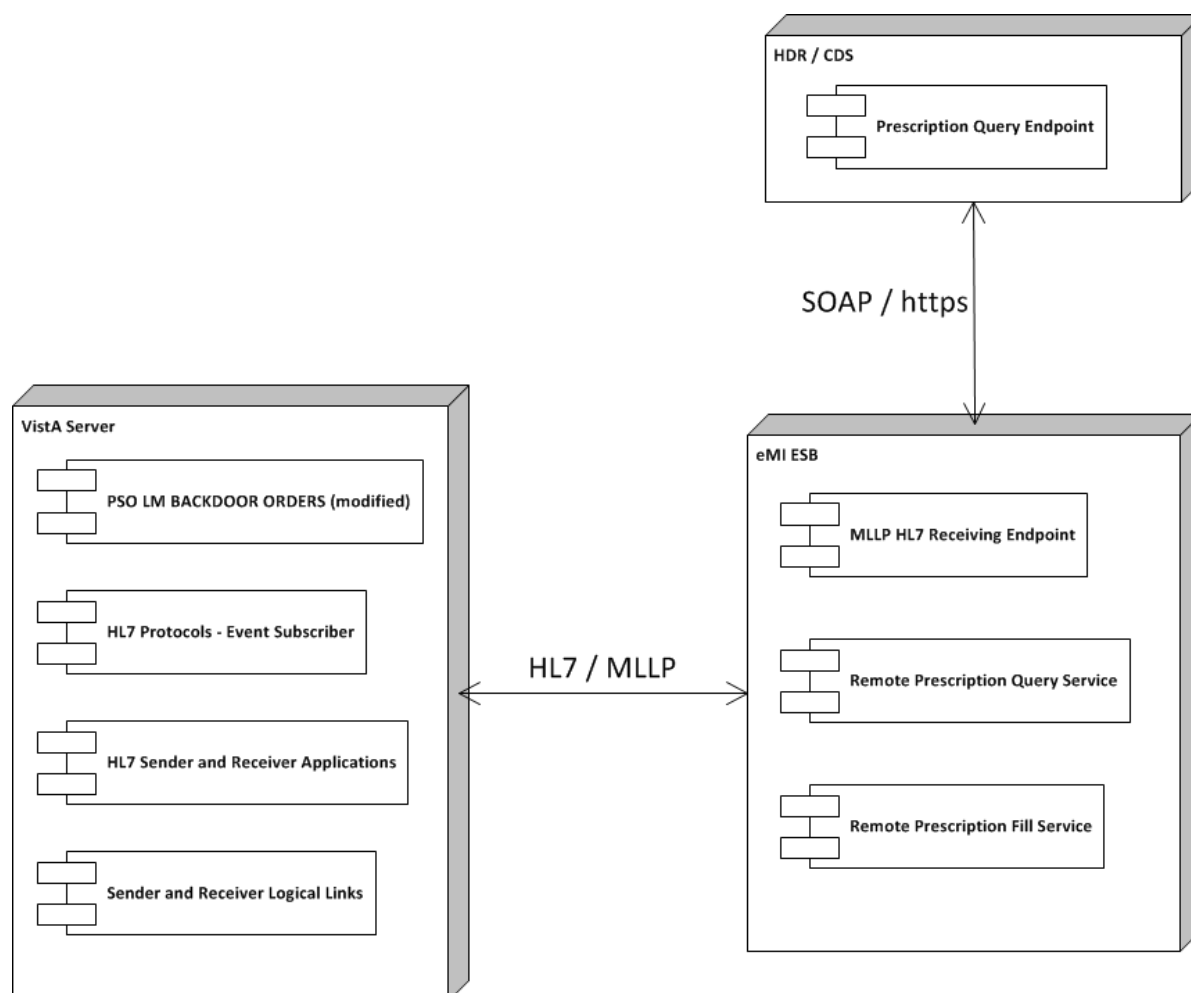 HDR / CDS
Prescription Query Endpoint
SOAP / https
VistA Server
PSO LM BACKDOOR ORDERS (modified)
HL7 Protocols - Event Subscriber
HL7 Sender and Receiver Applications
Sender and Receiver Logical Links
HL7 / MLLP
eMI ESB
MLLP HL7 Receiving Endpoint
Remote Prescription Query Service
Remote Prescription Fill Service